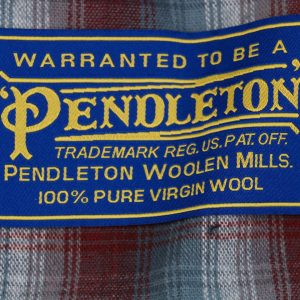 WARRANTED TO BE A
'PENDLETON'
TRADEMARK REG. US. PAT. OFF.
PENDLETON WOOLEN MILLS.
100% PURE VIRGIN WOOL